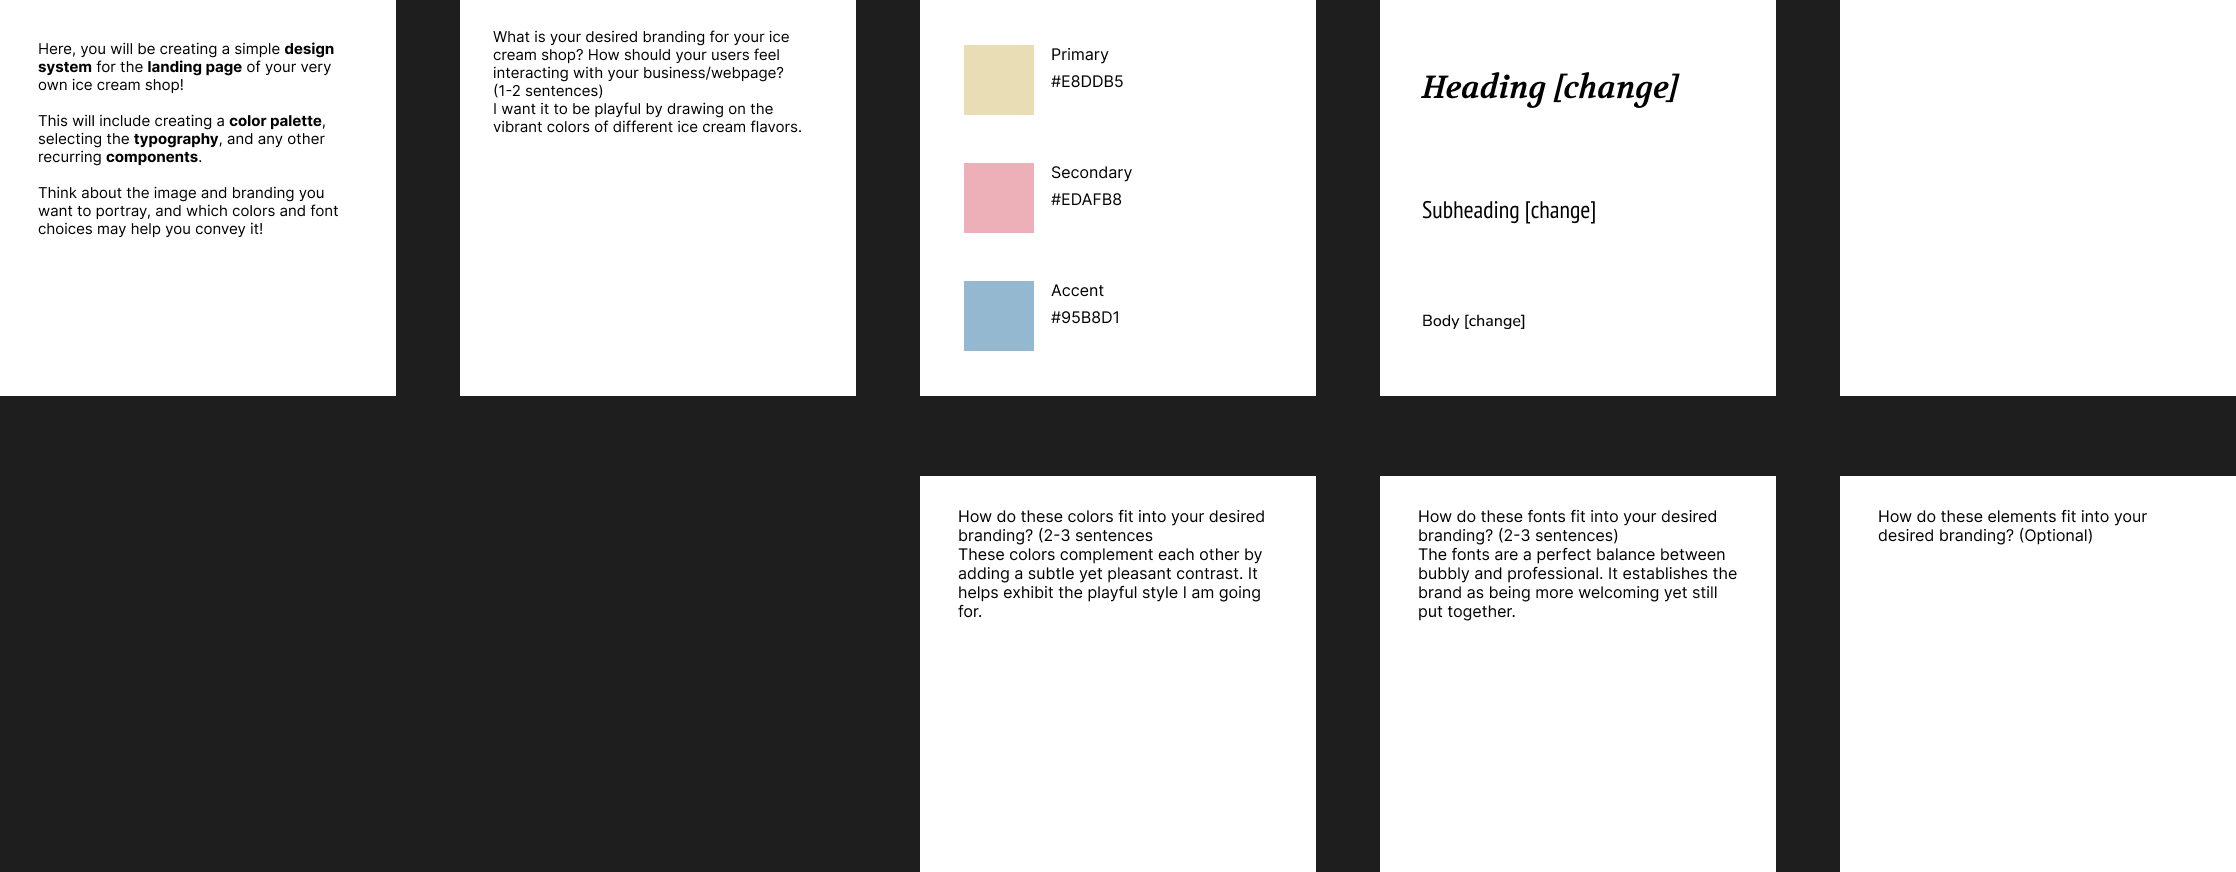 Here, you will be creating a simple design
system for the landing page of your very
own ice cream shop!
This will include creating a color palette,
selecting the typography, and any other
recurring components.
Think about the image and branding you
want to portray, and which colors and font
choices may help you convey it!
What is your desired branding for your ice
cream shop? How should your users feel
interacting with your business/webpage?
(1-2 sentences)
I want it to be playful by drawing on the
vibrant colors of different ice cream flavors.
Primary
#E8DDB5
Secondary
#EDAFB8
Accent
#95B8D1
Heading [change]
Subheading [change]
Body [change]
How do these colors fit into your desired
branding? (2-3 sentences
These colors complement each other by
adding a subtle yet pleasant contrast. It
helps exhibit the playful style I am going
for.
How do these fonts fit into your desired
branding? (2-3 sentences)
The fonts are a perfect balance between
bubbly and professional. It establishes the
brand as being more welcoming yet still
put together.
How do these elements fit into your
desired branding? (Optional)